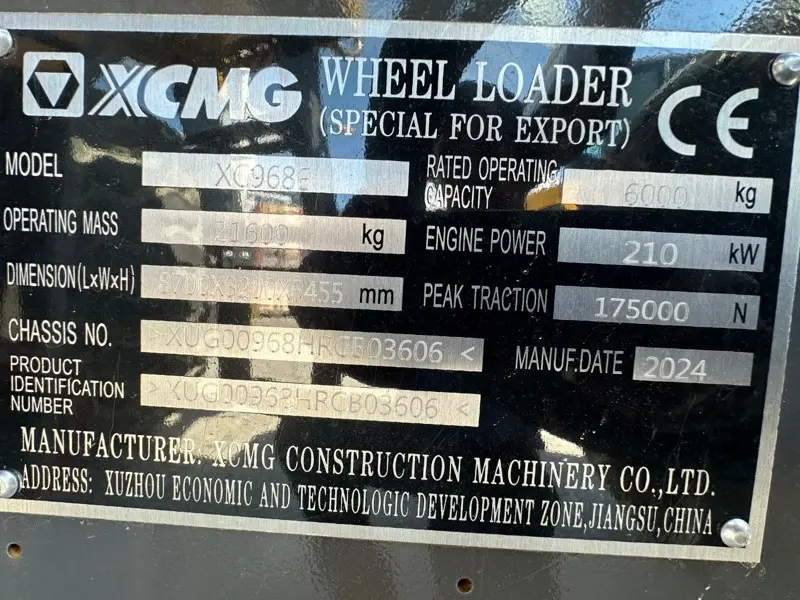 XCMG
WHEEL LOADER
(SPECIAL FOR EXPORT)
CE
MODEL
RATED OPERATING CAPACITY 6000 kg
OPERATING MASS 21600 kg
ENGINE POWER 210 kW
DIMENSION(L×W×H) mm
PEAK TRACTION 175000 N
CHASSIS NO. >XUG00968HRCB03606<
MANUF.DATE 2024
PRODUCT IDENTIFICATION NUMBER >XUG00968HRCB03606<
MANUFACTURER: XCMG CONSTRUCTION MACHINERY CO.,LTD.
ADDRESS: XUZHOU ECONOMIC AND TECHNOLOGIC DEVELOPMENT ZONE,JIANGSU,CHINA